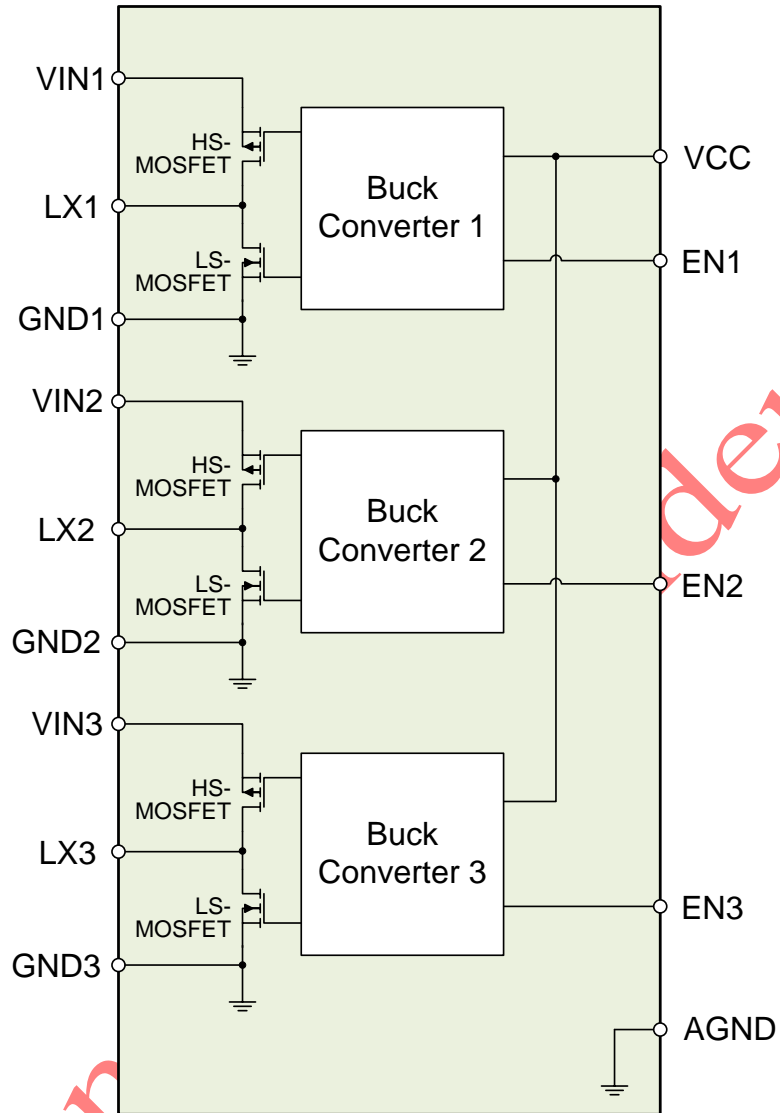 VIN1
HS-
MOSFET
Buck
Converter 1
VCC
LX1
LS-
MOSFET
EN1
GND1
VIN2
HS-
MOSFET
Buck
Converter 2
LX2
LS-
MOSFET
EN2
GND2
VIN3
HS-
MOSFET
Buck
Converter 3
LX3
LS-
MOSFET
EN3
GND3
AGND